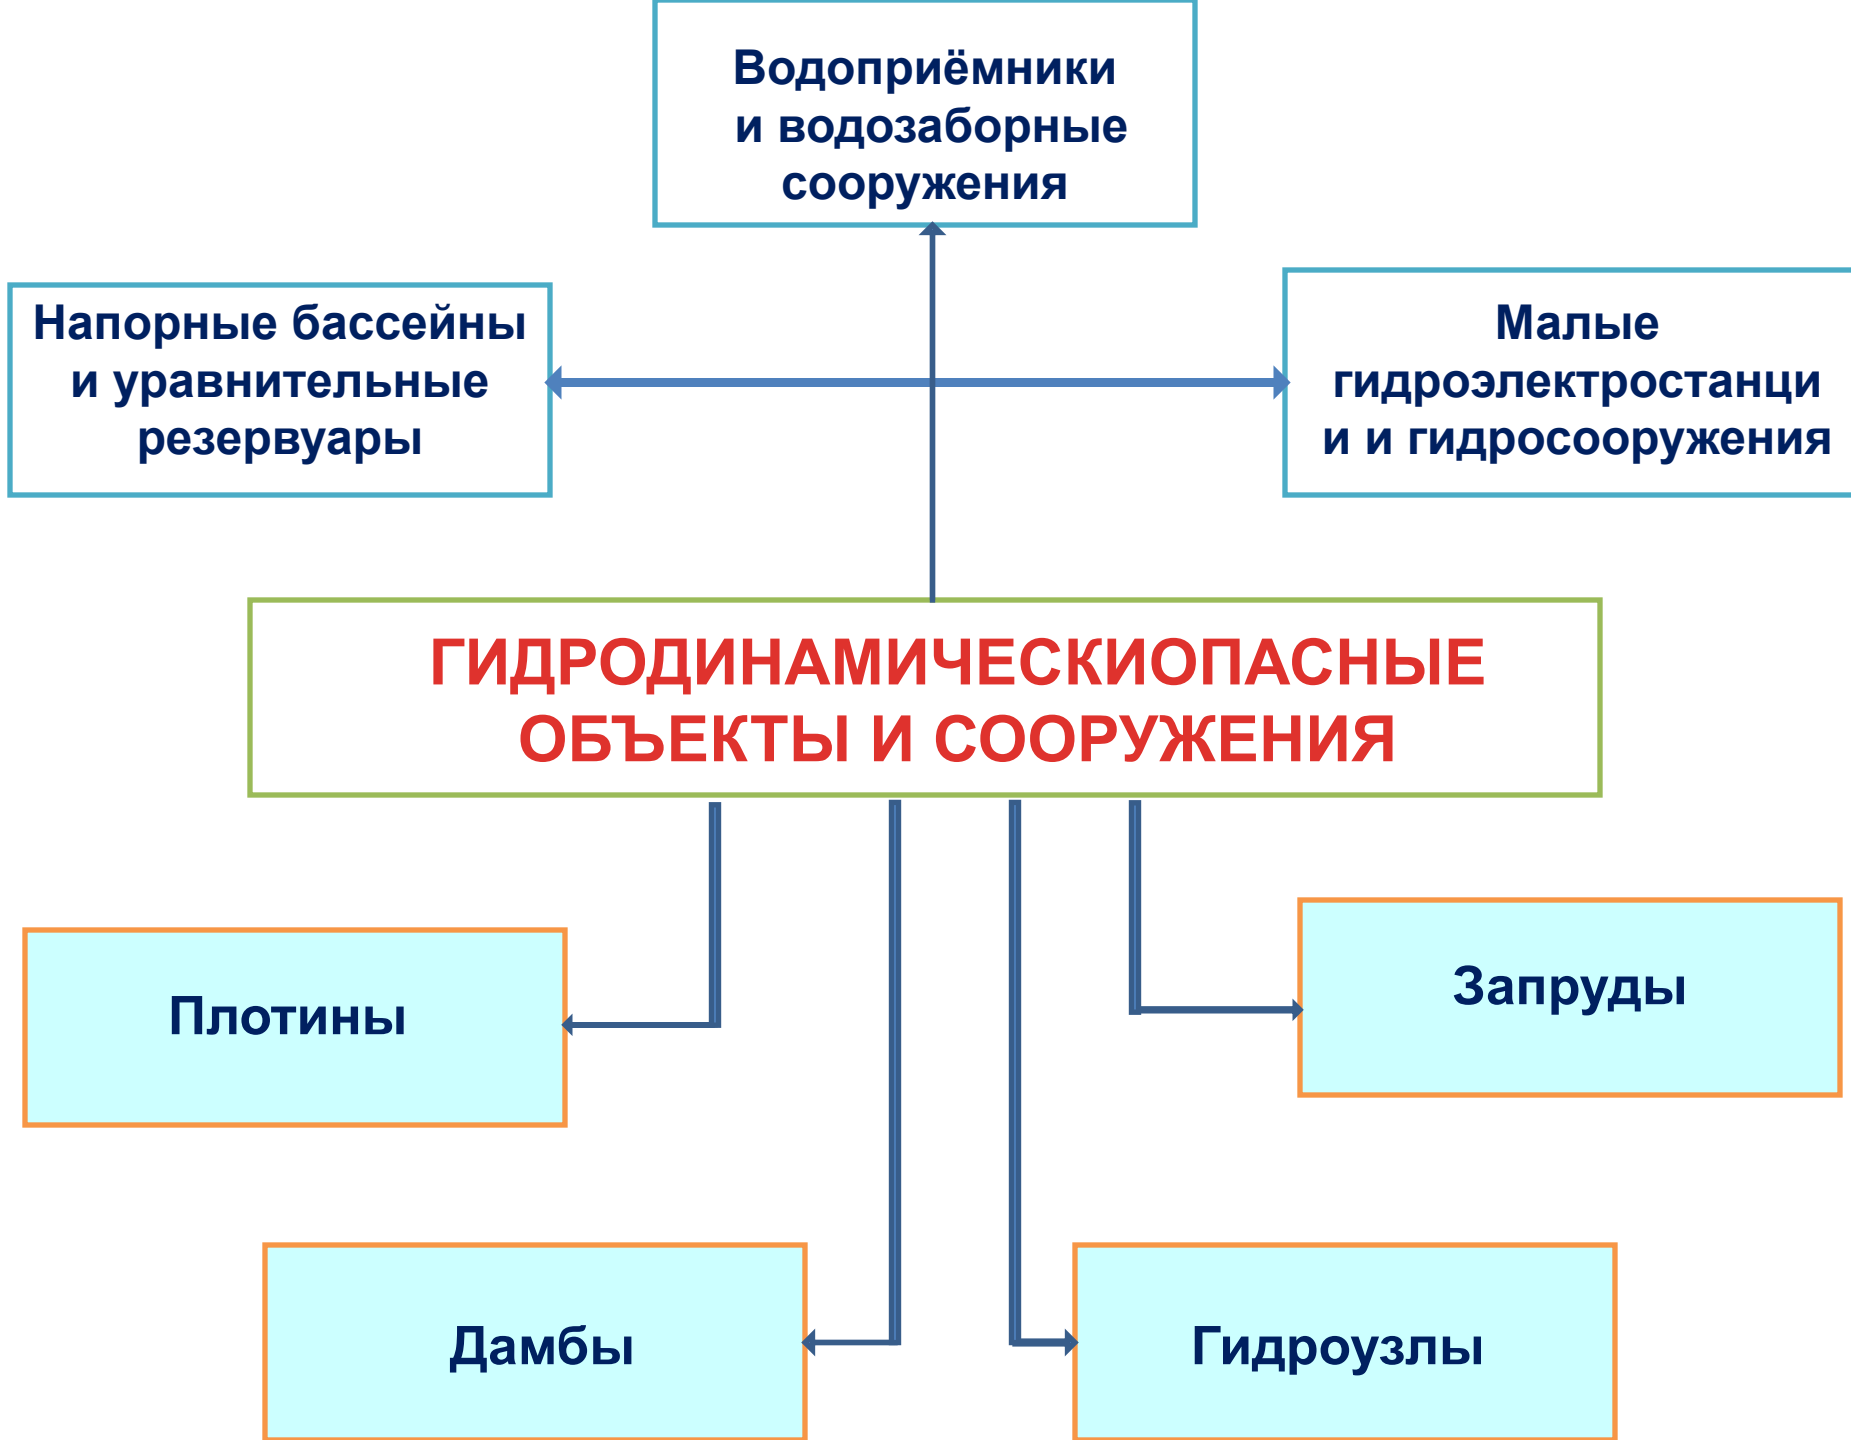 Водоприёмники
и водозаборные
сооружения
Напорные бассейны
и уравнительные
резервуары
Малые
гидроэлектростанци
и и гидросооружения
ГИДРОДИНАМИЧЕСКИОПАСНЫЕ
ОБЪЕКТЫ И СООРУЖЕНИЯ
Плотины
Запруды
Дамбы
Гидроузлы